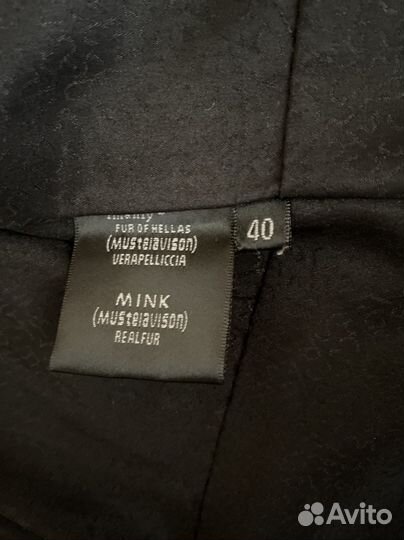 FUR OF HELLAS
(Mustelavison)
VERAPELLICCIA
40
MINK
(Mustelavison)
REALFUR
Avito